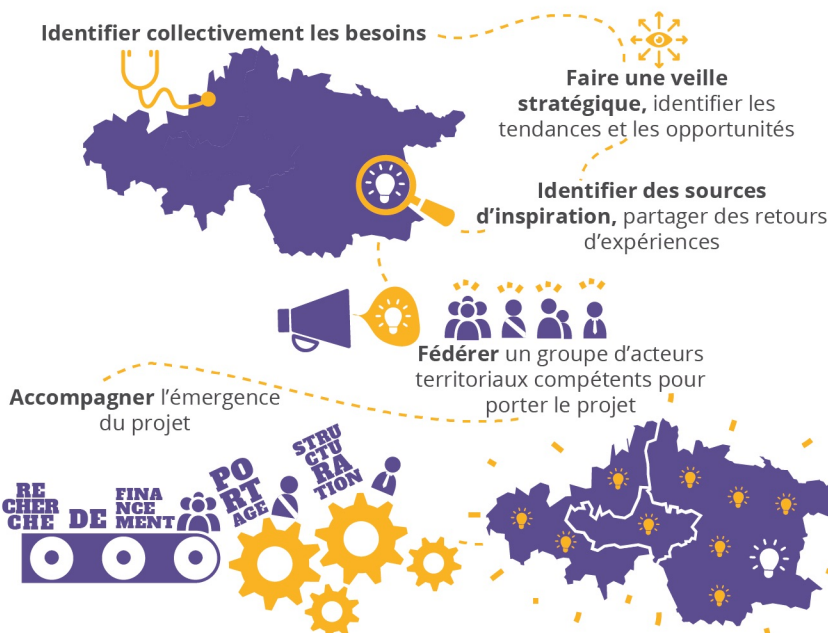 Identifier collectivement les besoins
Faire une veille
stratégique, identifier les
tendances et les opportunités
Identifier des sources
d’inspiration, partager des retours
d’expériences
Fédérer un groupe d’acteurs
territoriaux compétents pour
porter le projet
Accompagner l’émergence
du projet
RE
CHERCHE
CHE
DE
FINA
NCE
MENT
PO
RT
AGE
STRU
CTU
RA
TION